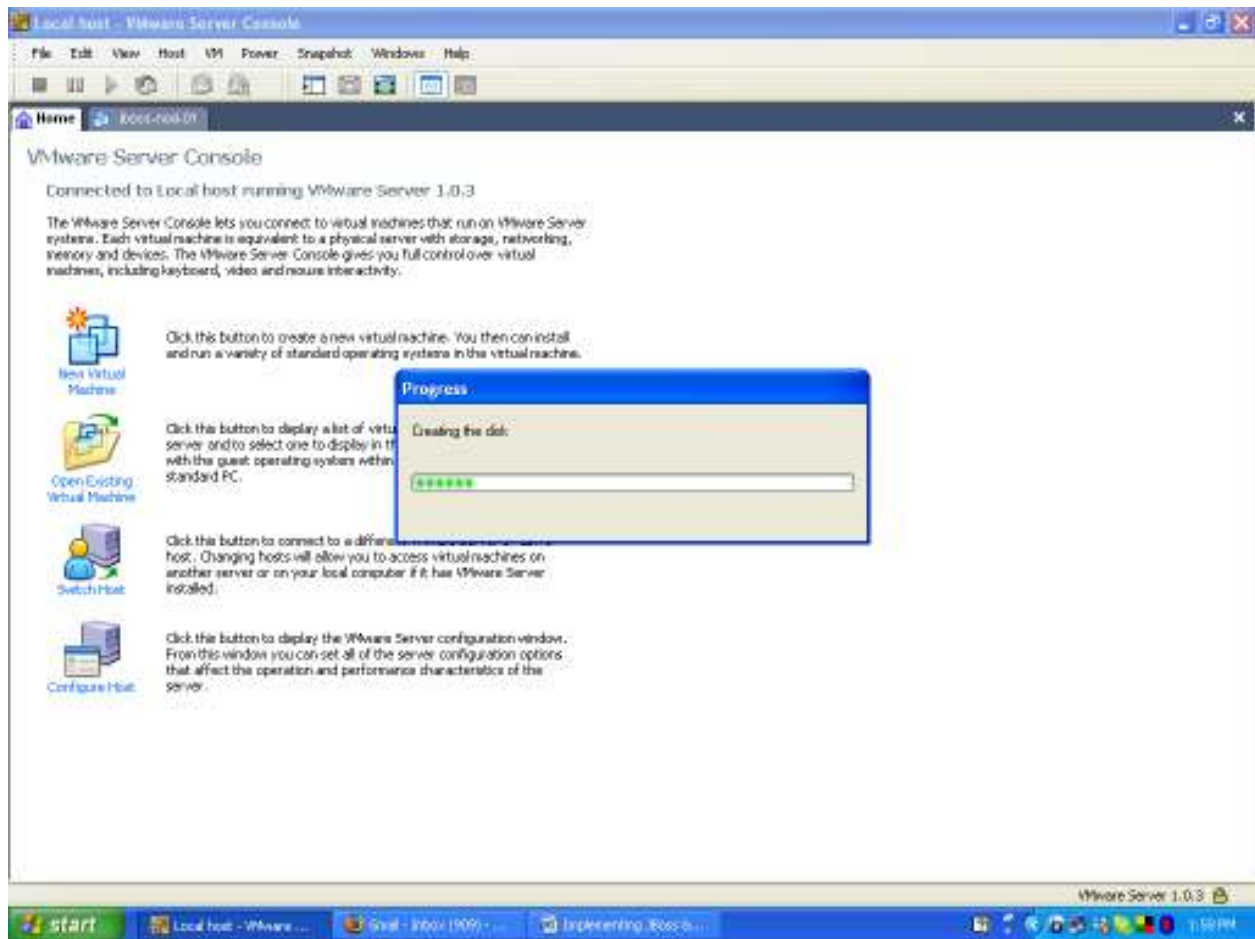 Local host - VMware Server Console
File Edit View Host VM Power Snapshot Windows Help
Home
VMware Server Console
Connected to Local host running VMware Server 1.0.3
The VMware Server Console lets you connect to virtual machines that run on VMware Server
systems. Each virtual machine is equivalent to a physical server with storage, networking,
memory and devices. The VMware Server Console gives you full control over virtual
machines, including keyboard, video and mouse interactivity.
New Virtual
Machine
Click this button to create a new virtual machine. You then can install
and run a variety of standard operating systems in the virtual machine.
Open Existing
Virtual Machine
Click this button to display a list of virtu
server and to select one to display in th
with the guest operating system within
standard PC.
Progress
Creating the disk
Switch Host
Click this button to connect to a differen
host. Changing hosts will allow you to access virtual machines on
another server or on your local computer if it has VMware Server
installed.
Configure Host
Click this button to display the VMware Server configuration window.
From this window you can set all of the server configuration options
that affect the operation and performance characteristics of the
server.
VMware Server 1.0.3
start
Local host - VMware ...
Gmail - Inbox (909) - ...
Implementing JBoss
1:58 PM